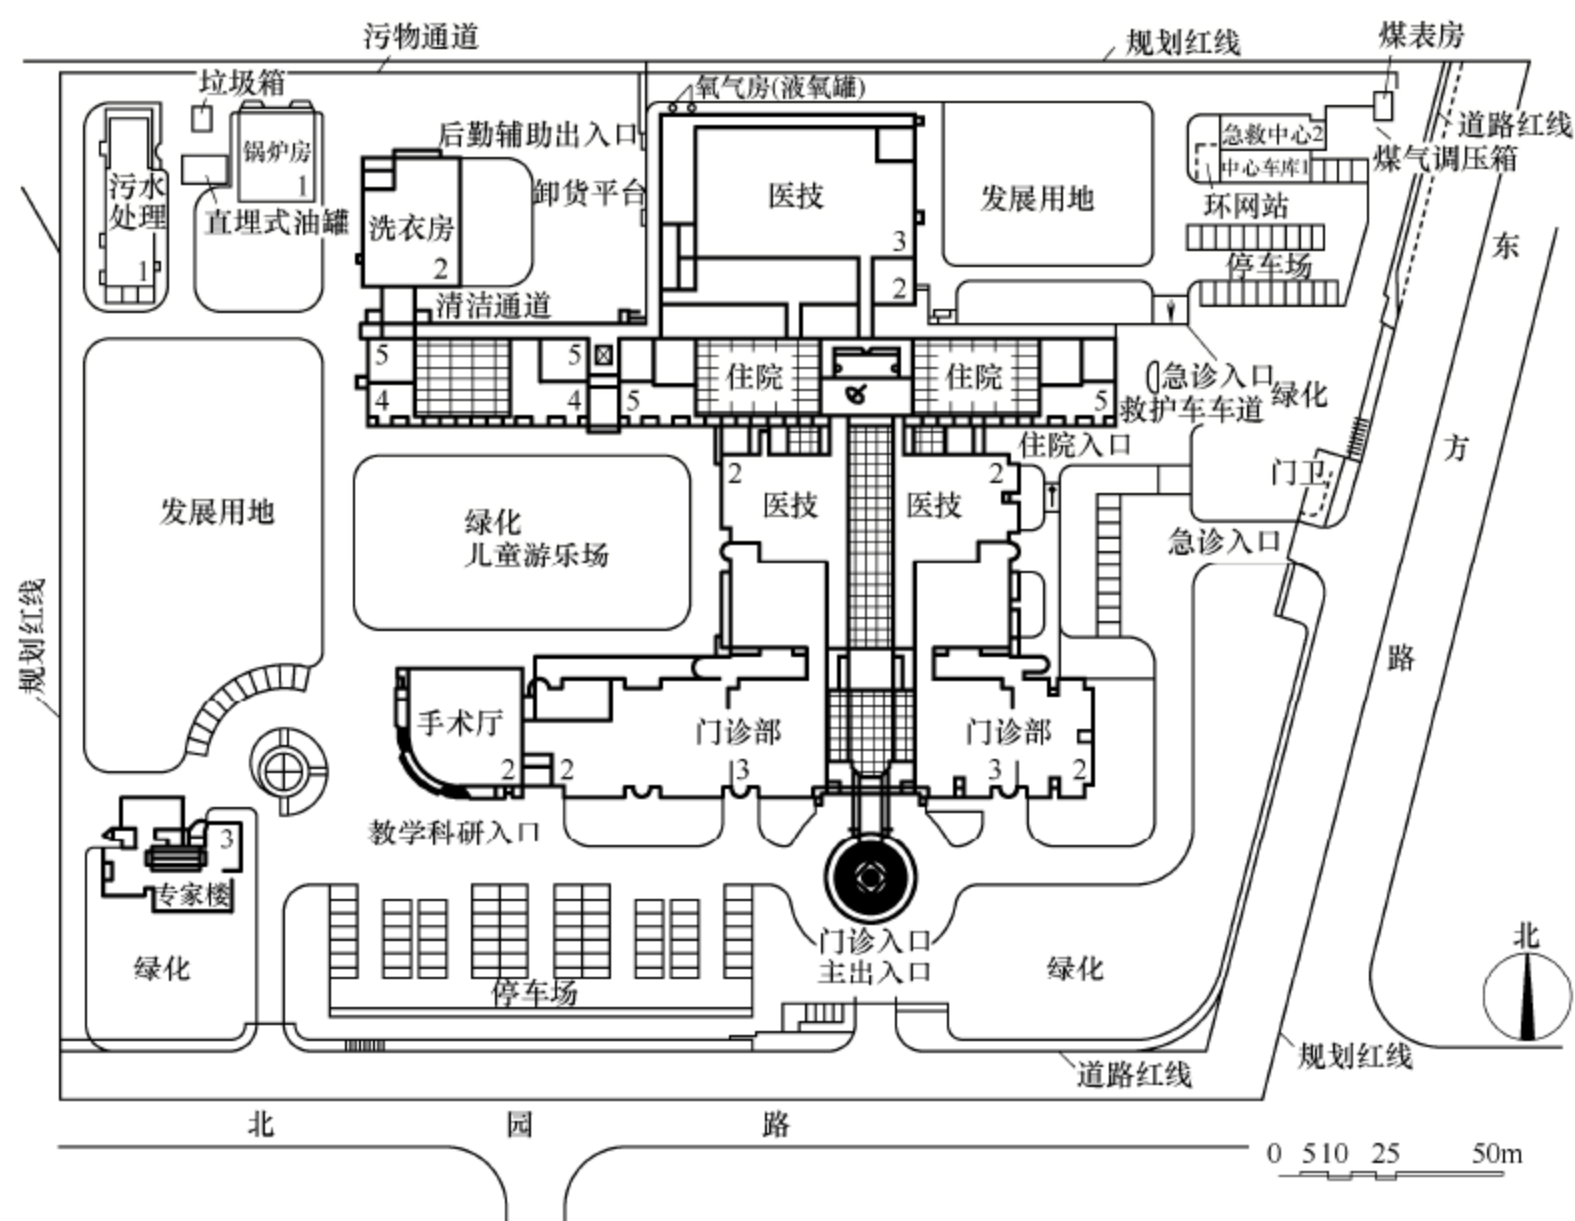 污物通道
规划红线
煤表房
垃圾箱
氧气房(液氧罐)
道路红线
后勤辅助出入口
急救中心2
锅炉房
1
煤气调压箱
中心车库1
污水
处理
1
卸货平台
医技
3
2
发展用地
环网站
直埋式油罐
洗衣房
2
东
停车场
清洁通道
5
5
4
4
5
住院
住院
5
急诊入口
绿化
救护车车道
住院入口
方
2
医技
医技
2
门卫
发展用地
绿化
儿童游乐场
急诊入口
规划红线
路
手术厅
2
2
门诊部
3
门诊部
3
2
教学科研入口
3
专家楼
绿化
门诊入口
主出入口
绿化
停车场
北
规划红线
道路红线
北园路
0 5 10 25 50m